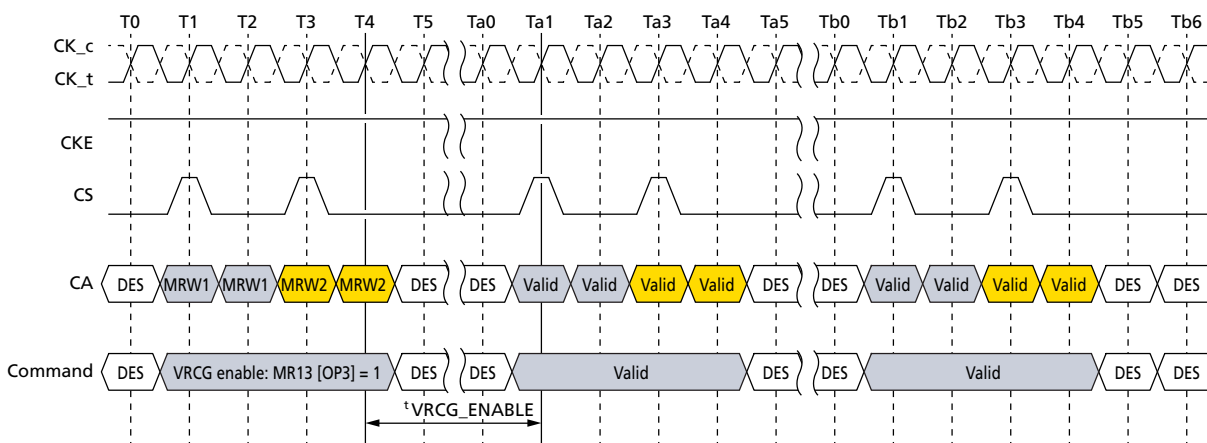 T0 T1 T2 T3 T4 T5 Ta0 Ta1 Ta2 Ta3 Ta4 Ta5 Tb0 Tb1 Tb2 Tb3 Tb4 Tb5 Tb6
CK_c
CK_t
CKE
CS
CA DES MRW1 MRW1 MRW2 MRW2 DES DES Valid Valid Valid Valid DES DES Valid Valid Valid Valid DES DES
Command DES VRCG enable: MR13 [OP3] = 1 DES DES Valid DES DES Valid DES DES
tVRCG_ENABLE